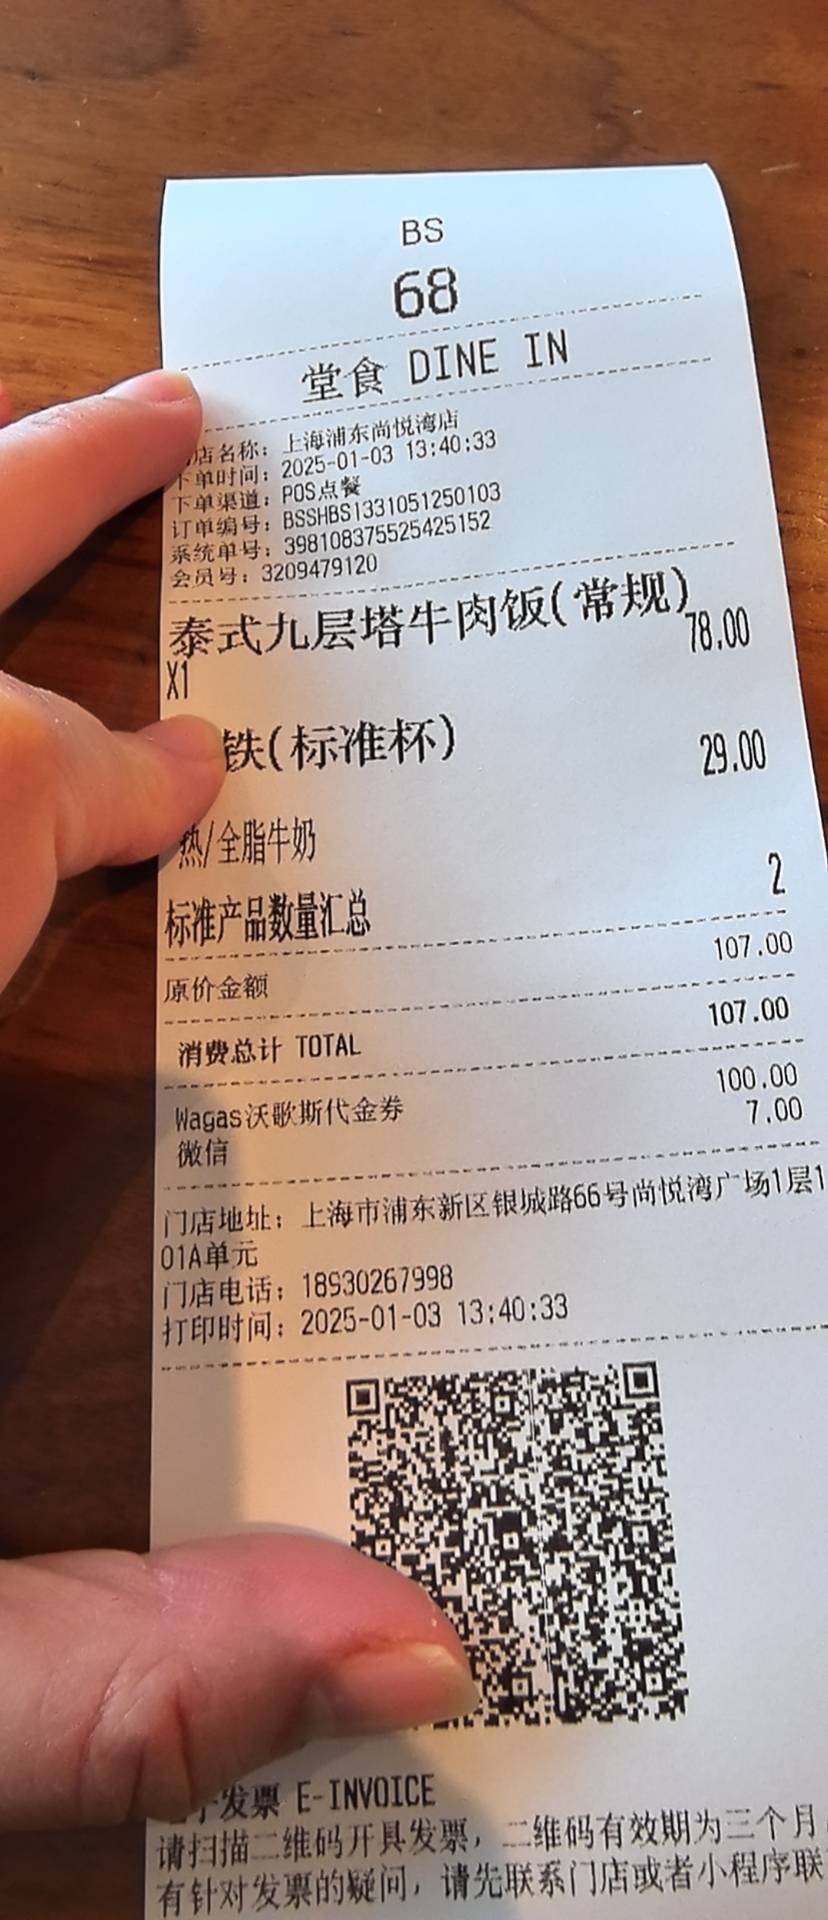 BS
68
堂食 DINE IN
店名称: 上海浦东尚悦湾店
下单时间: 2025-01-03 13:40:33
下单渠道: POS点餐
订单编号: BSSHBS1331051250103
系统单号: 398108375525425152
会员号: 3209479120
泰式九层塔牛肉饭(常规) 78.00
X1
铁(标准杯) 29.00
热/全脂牛奶
标准产品数量汇总 2
原价金额 107.00
消费总计 TOTAL 107.00
Wagas沃歌斯代金券 100.00
微信 7.00
门店地址: 上海市浦东新区银城路66号尚悦湾广场1层1
01A单元
门店电话: 18930267998
打印时间: 2025-01-03 13:40:33
发票 E-INVOICE
请扫描二维码开具发票, 二维码有效期为三个月
有针对发票的疑问, 请先联系门店或者小程序联